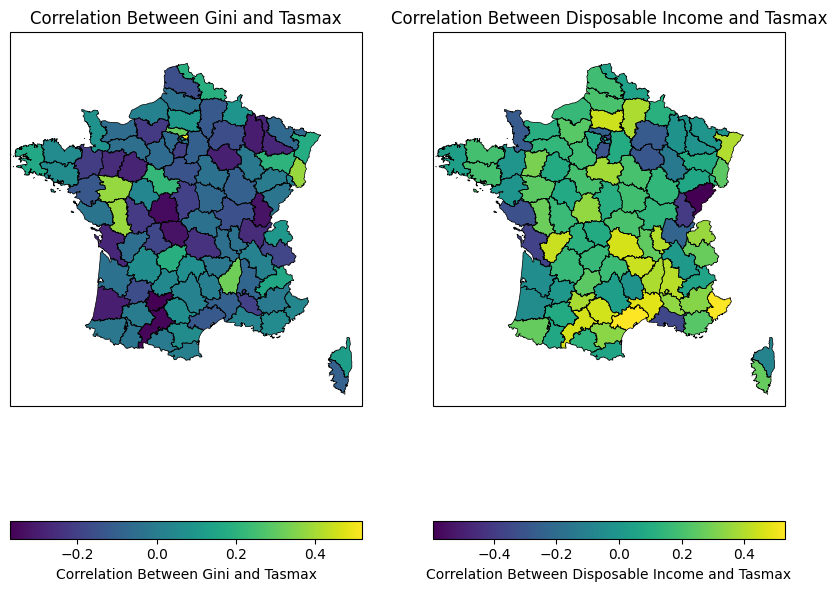 Correlation Between Gini and Tasmax
Correlation Between Disposable Income and Tasmax
−0.2 0.0 0.2 0.4
−0.4 −0.2 0.0 0.2 0.4
Correlation Between Gini and Tasmax
Correlation Between Disposable Income and Tasmax